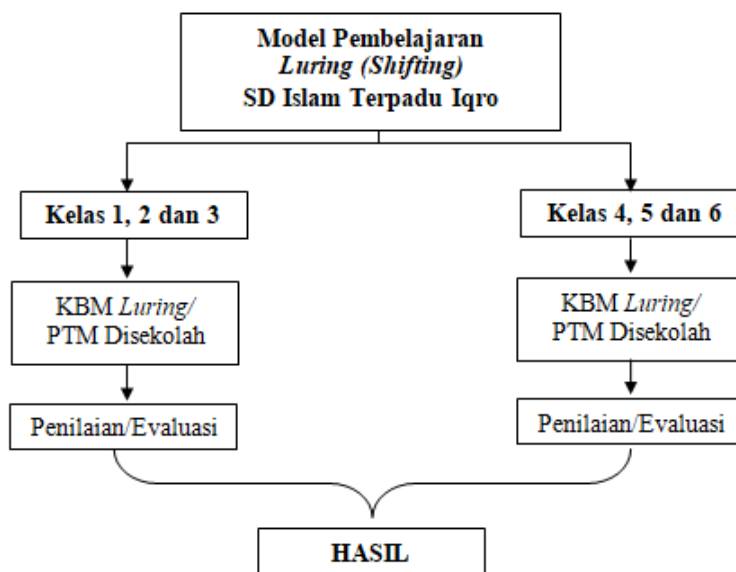 Model Pembelajaran
Luring (Shifting)
SD Islam Terpadu Iqro
Kelas 1, 2 dan 3
KBM Luring/
PTM Disekolah
Penilaian/Evaluasi
Kelas 4, 5 dan 6
KBM Luring/
PTM Disekolah
Penilaian/Evaluasi
HASIL